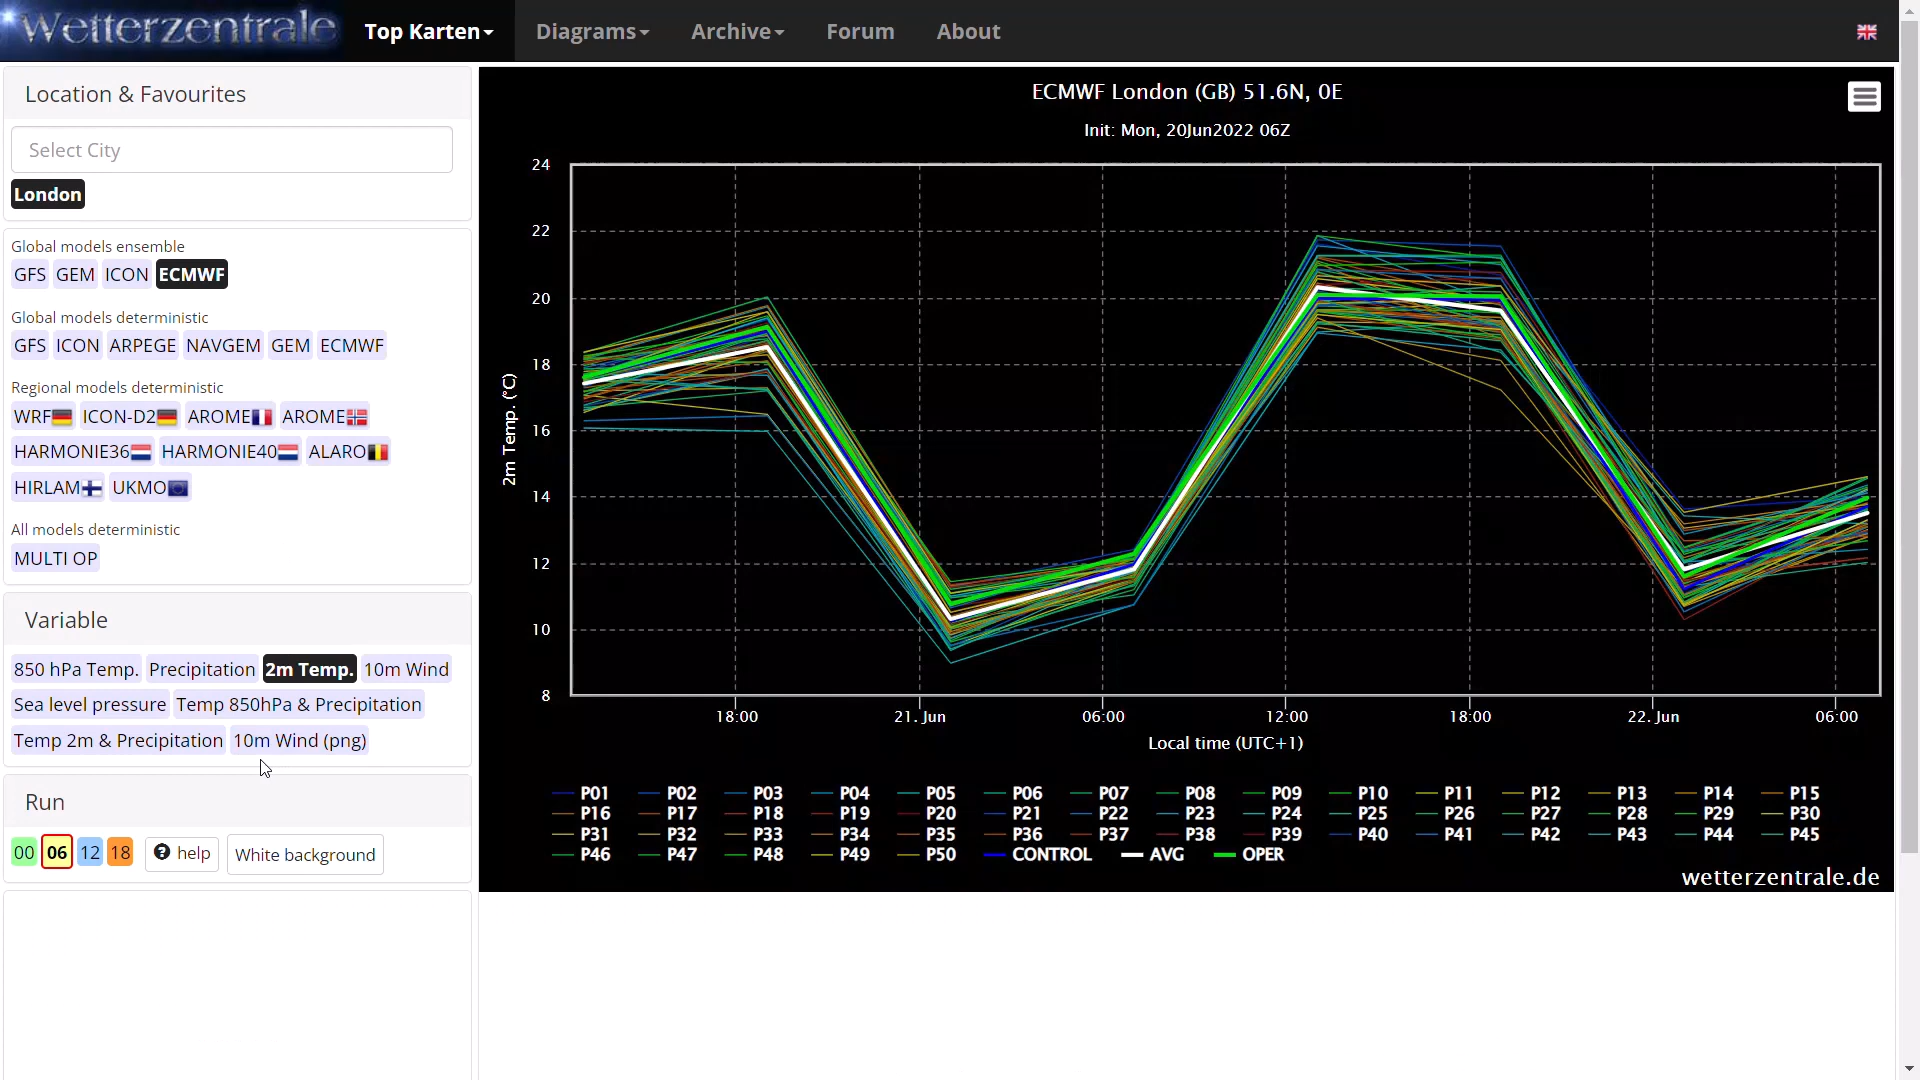 Wetterzentrale
Top Karten Diagrams Archive Forum About
Location & Favourites
Select City
London
Global models ensemble
GFS GEM ICON ECMWF
Global models deterministic
GFS ICON ARPEGE NAVGEM GEM ECMWF
Regional models deterministic
WRF ICON-D2 AROME AROME
HARMONIE36 HARMONIE40 ALARO
HIRLAM UKMO
All models deterministic
MULTI OP
Variable
850 hPa Temp. Precipitation 2m Temp. 10m Wind
Sea level pressure Temp 850hPa & Precipitation
Temp 2m & Precipitation 10m Wind (png)
Run
00 06 12 18 help White background
ECMWF London (GB) 51.6N, 0E
Init: Mon, 20Jun2022 06Z
24
22
20
18
16
14
12
10
8
2m Temp. (°C)
18:00 21. Jun 06:00 12:00 18:00 22. Jun 06:00
Local time (UTC+1)
P01 P02 P03 P04 P05 P06 P07 P08 P09 P10 P11 P12 P13 P14 P15
P16 P17 P18 P19 P20 P21 P22 P23 P24 P25 P26 P27 P28 P29 P30
P31 P32 P33 P34 P35 P36 P37 P38 P39 P40 P41 P42 P43 P44 P45
P46 P47 P48 P49 P50 CONTROL AVG OPER
wetterzentrale.de